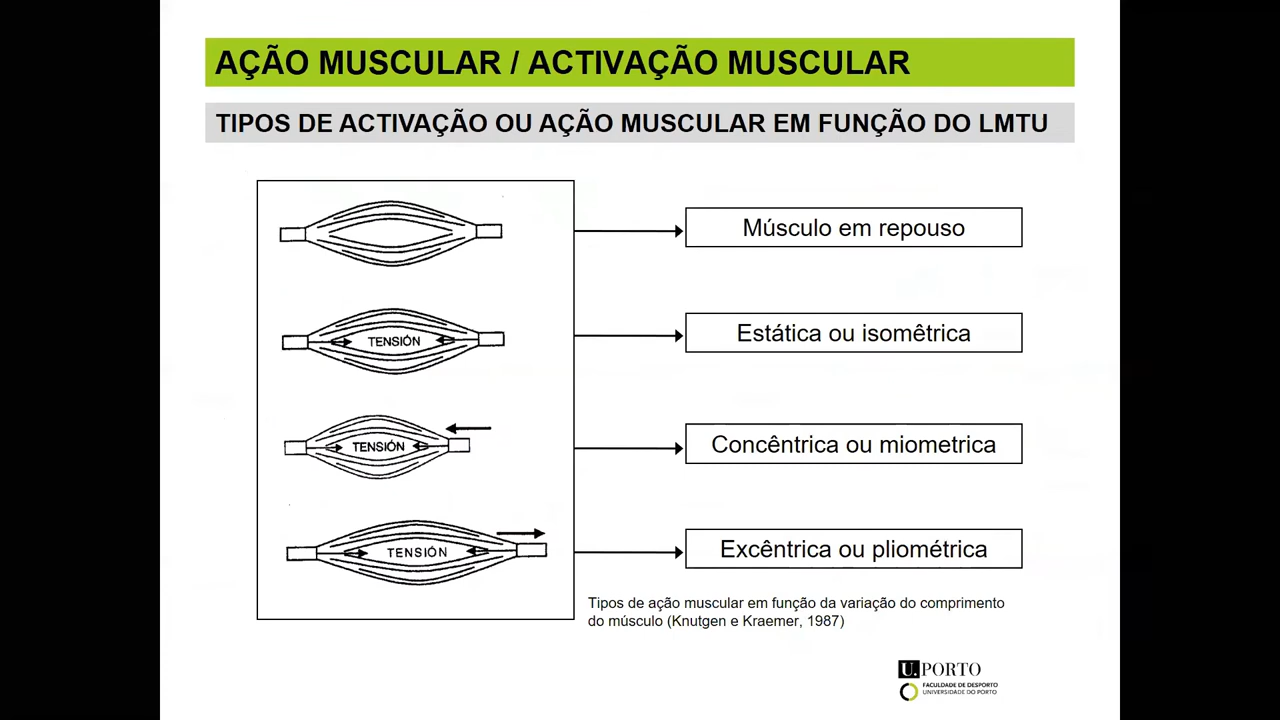 AÇÃO MUSCULAR / ACTIVAÇÃO MUSCULAR
TIPOS DE ACTIVAÇÃO OU AÇÃO MUSCULAR EM FUNÇÃO DO LMTU
Músculo em repouso
TENSIÓN
Estática ou isomêtrica
TENSIÓN
Concêntrica ou miometrica
TENSIÓN
Excêntrica ou pliométrica
Tipos de ação muscular em função da variação do comprimento
do músculo (Knutgen e Kraemer, 1987)
U.PORTO
FACULDADE DE DESPORTO
UNIVERSIDADE DO PORTO